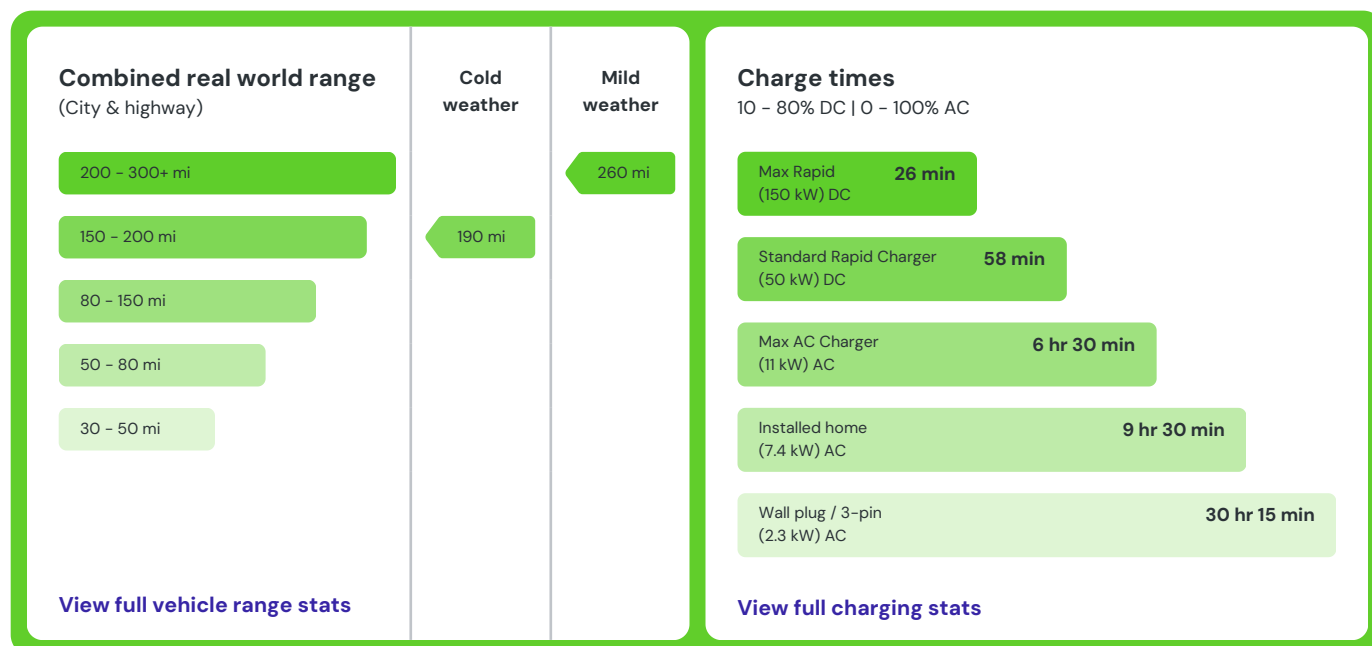 Combined real world range
(City & highway)
Cold
weather
Mild
weather
200 - 300+ mi
260 mi
150 - 200 mi
190 mi
80 - 150 mi
50 - 80 mi
30 - 50 mi
View full vehicle range stats
Charge times
10 - 80% DC | 0 - 100% AC
Max Rapid
(150 kW) DC
26 min
Standard Rapid Charger
(50 kW) DC
58 min
Max AC Charger
(11 kW) AC
6 hr 30 min
Installed home
(7.4 kW) AC
9 hr 30 min
Wall plug / 3-pin
(2.3 kW) AC
30 hr 15 min
View full charging stats